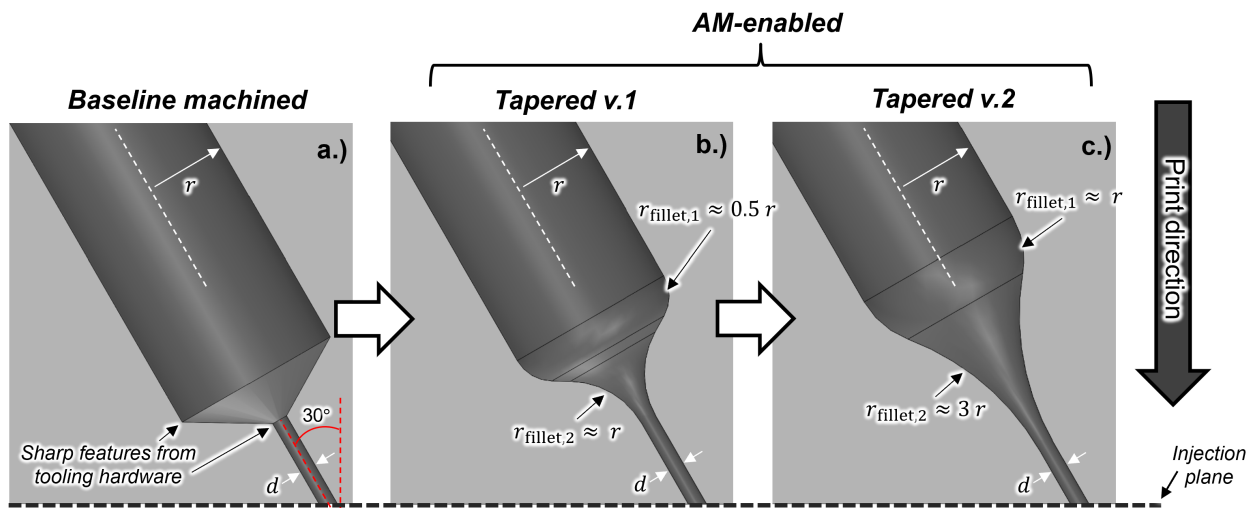 AM-enabled
Baseline machined
Tapered v.1
Tapered v.2
a.)
b.)
c.)
r
r
r
r_fillet,1 ≈ 0.5 r
r_fillet,1 ≈ r
Print direction
30°
r_fillet,2 ≈ r
r_fillet,2 ≈ 3 r
Sharp features from
tooling hardware
d
d
d
Injection
plane